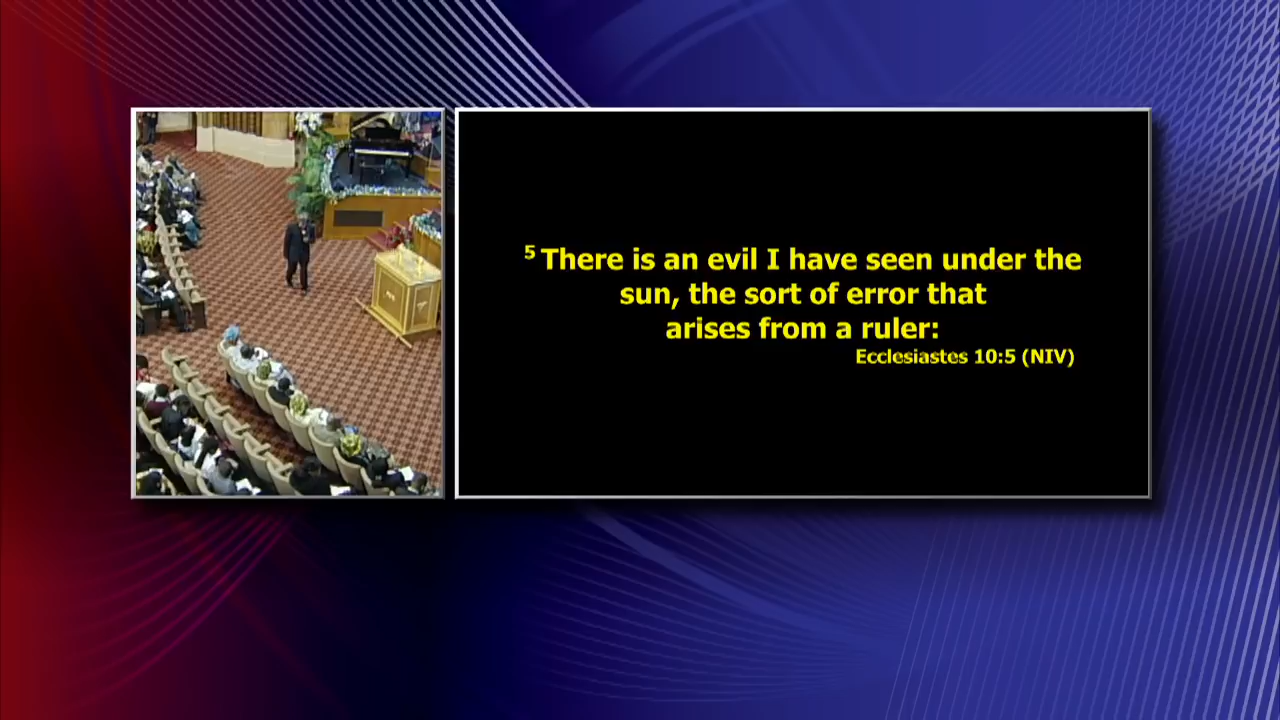 ⁵ There is an evil I have seen under the
sun, the sort of error that
arises from a ruler:
Ecclesiastes 10:5 (NIV)